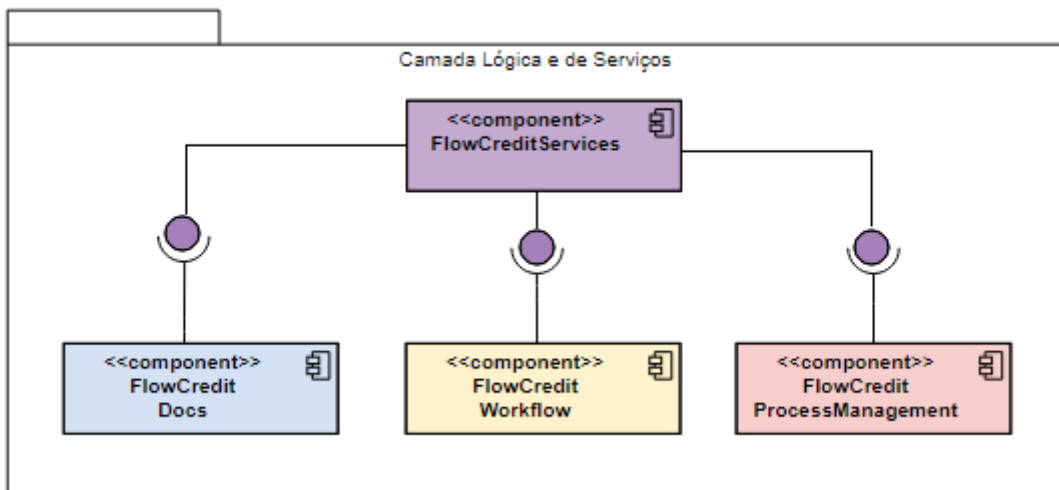 Camada Lógica e de Serviços
<<component>>
FlowCreditServices
<<component>>
FlowCredit
Docs
<<component>>
FlowCredit
Workflow
<<component>>
FlowCredit
ProcessManagement